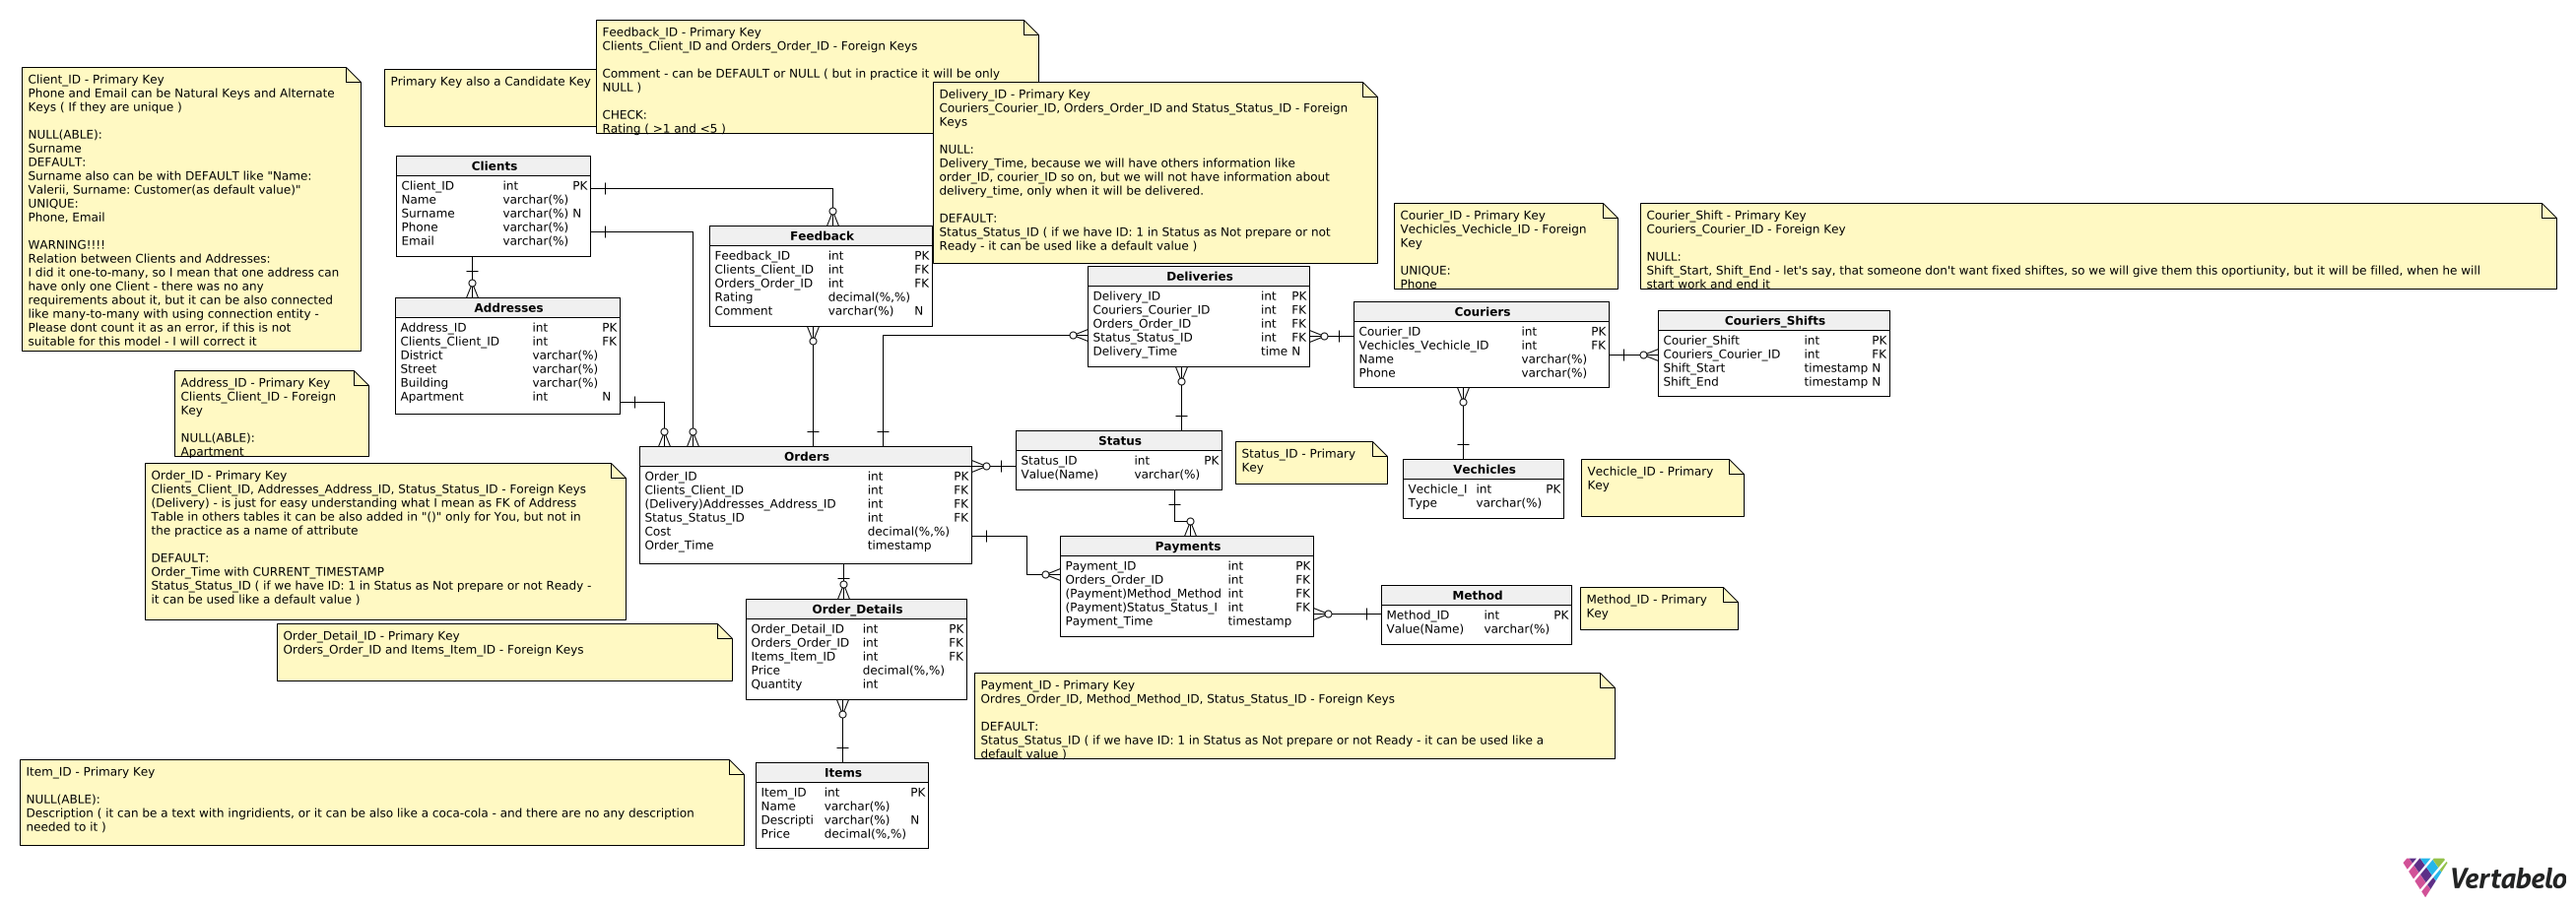 Feedback_ID - Primary Key
Clients_Client_ID and Orders_Order_ID - Foreign Keys
Comment - can be DEFAULT or NULL ( but in practice it will be only
NULL )
CHECK:
Rating ( >1 and <5 )
Client_ID - Primary Key
Phone and Email can be Natural Keys and Alternate
Keys ( If they are unique )
NULL(ABLE):
Surname
DEFAULT:
Surname also can be with DEFAULT like "Name:
Valerii, Surname: Customer(as default value)"
UNIQUE:
Phone, Email
WARNING!!!!
Relation between Clients and Addresses:
I did it one-to-many, so I mean that one address can
have only one Client - there was no any
requirements about it, but it can be also connected
like many-to-many with using connection entity -
Please dont count it as an error, if this is not
suitable for this model - I will correct it
Primary Key also a Candidate Key
Delivery_ID - Primary Key
Couriers_Courier_ID, Orders_Order_ID and Status_Status_ID - Foreign
Keys
NULL:
Delivery_Time, because we will have others information like
order_ID, courier_ID so on, but we will not have information about
delivery_time, only when it will be delivered.
DEFAULT:
Status_Status_ID ( if we have ID: 1 in Status as Not prepare or not
Ready - it can be used like a default value )
Clients
Client_ID int PK
Name varchar(%)
Surname varchar(%) N
Phone varchar(%)
Email varchar(%)
Feedback
Feedback_ID int PK
Clients_Client_ID int FK
Orders_Order_ID int FK
Rating decimal(%,%)
Comment varchar(%) N
Courier_ID - Primary Key
Vechicles_Vechicle_ID - Foreign
Key
UNIQUE:
Phone
Courier_Shift - Primary Key
Couriers_Courier_ID - Foreign Key
NULL:
Shift_Start, Shift_End - let's say, that someone don't want fixed shiftes, so we will give them this oportiunity, but it will be filled, when he will
start work and end it
Deliveries
Delivery_ID int PK
Couriers_Courier_ID int FK
Orders_Order_ID int FK
Status_Status_ID int FK
Delivery_Time time N
Addresses
Address_ID int PK
Clients_Client_ID int FK
District varchar(%)
Street varchar(%)
Building varchar(%)
Apartment int N
Couriers
Courier_ID int PK
Vechicles_Vechicle_ID int FK
Name varchar(%)
Phone varchar(%)
Couriers_Shifts
Courier_Shift int PK
Couriers_Courier_ID int FK
Shift_Start timestamp N
Shift_End timestamp N
Address_ID - Primary Key
Clients_Client_ID - Foreign
Key
NULL(ABLE):
Apartment
Order_ID - Primary Key
Clients_Client_ID, Addresses_Address_ID, Status_Status_ID - Foreign Keys
(Delivery) - is just for easy understanding what I mean as FK of Address
Table in others tables it can be also added in "()" only for You, but not in
the practice as a name of attribute
DEFAULT:
Order_Time with CURRENT_TIMESTAMP
Status_Status_ID ( if we have ID: 1 in Status as Not prepare or not Ready -
it can be used like a default value )
Orders
Order_ID int PK
Clients_Client_ID int FK
(Delivery)Addresses_Address_ID int FK
Status_Status_ID int FK
Cost decimal(%,%)
Order_Time timestamp
Status
Status_ID int PK
Value(Name) varchar(%)
Status_ID - Primary
Key
Vechicles
Vechicle_I int PK
Type varchar(%)
Vechicle_ID - Primary
Key
Payments
Payment_ID int PK
Orders_Order_ID int FK
(Payment)Method_Method int FK
(Payment)Status_Status_I int FK
Payment_Time timestamp
Method
Method_ID int PK
Value(Name) varchar(%)
Method_ID - Primary
Key
Order_Detail_ID - Primary Key
Orders_Order_ID and Items_Item_ID - Foreign Keys
Order_Details
Order_Detail_ID int PK
Orders_Order_ID int FK
Items_Item_ID int FK
Price decimal(%,%)
Quantity int
Payment_ID - Primary Key
Ordres_Order_ID, Method_Method_ID, Status_Status_ID - Foreign Keys
DEFAULT:
Status_Status_ID ( if we have ID: 1 in Status as Not prepare or not Ready - it can be used like a
default value )
Item_ID - Primary Key
NULL(ABLE):
Description ( it can be a text with ingridients, or it can be also like a coca-cola - and there are no any description
needed to it )
Items
Item_ID int PK
Name varchar(%)
Descripti varchar(%) N
Price decimal(%,%)
Vertabelo